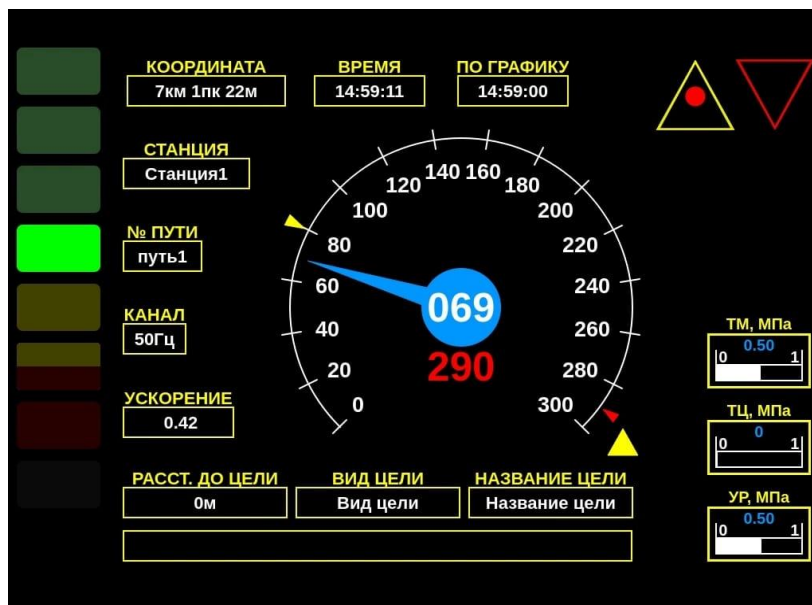 КООРДИНАТА
7км 1пк 22м
ВРЕМЯ
14:59:11
ПО ГРАФИКУ
14:59:00
СТАНЦИЯ
Станция1
№ ПУТИ
путь1
КАНАЛ
50Гц
УСКОРЕНИЕ
0.42
0
20
40
60
80
100
120
140
160
180
200
220
240
260
280
300
069
290
ТМ, МПа
0.50
0 1
ТЦ, МПа
0
0 1
УР, МПа
0.50
0 1
РАССТ. ДО ЦЕЛИ
0м
ВИД ЦЕЛИ
Вид цели
НАЗВАНИЕ ЦЕЛИ
Название цели